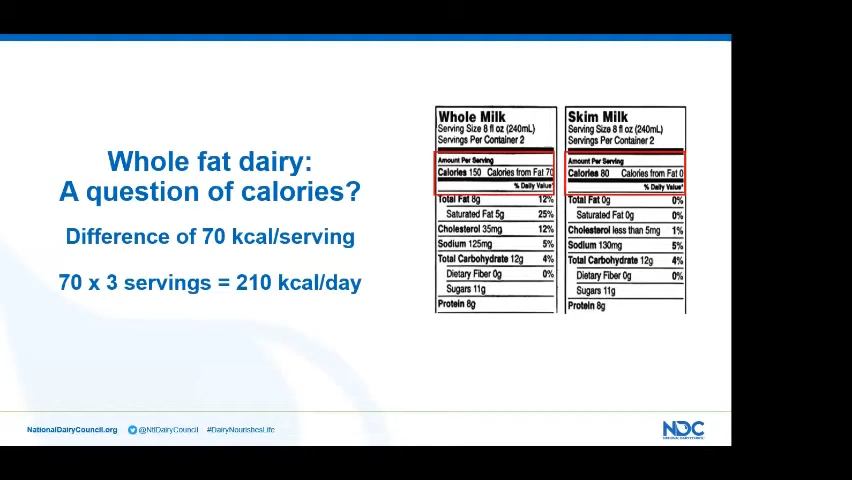 Whole fat dairy:
A question of calories?
Difference of 70 kcal/serving
70 x 3 servings = 210 kcal/day
Whole Milk
Serving Size 8 fl oz (240mL)
Servings Per Container 2
Amount Per Serving
Calories 150 Calories from Fat 70
% Daily Value*
Total Fat 8g 12%
Saturated Fat 5g 25%
Cholesterol 35mg 12%
Sodium 125mg 5%
Total Carbohydrate 12g 4%
Dietary Fiber 0g 0%
Sugars 11g
Protein 8g
Skim Milk
Serving Size 8 fl oz (240mL)
Servings Per Container 2
Amount Per Serving
Calories 80 Calories from Fat 0
% Daily Value*
Total Fat 0g 0%
Saturated Fat 0g 0%
Cholesterol less than 5mg 1%
Sodium 130mg 5%
Total Carbohydrate 12g 4%
Dietary Fiber 0g 0%
Sugars 11g
Protein 8g
NationalDairyCouncil.org @NtlDairyCouncil #DairyNourishesLife
NDC
NATIONAL DAIRY COUNCIL